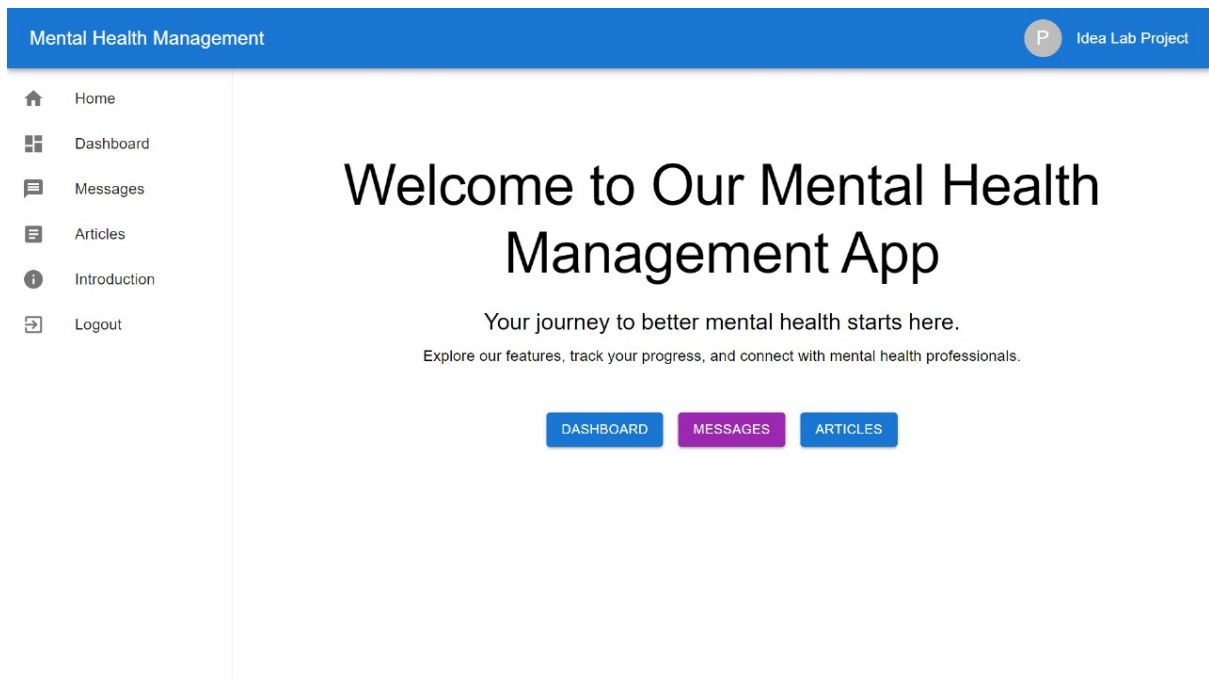 Mental Health Management
P
Idea Lab Project
Home
Dashboard
Messages
Articles
Introduction
Logout
Welcome to Our Mental Health
Management App
Your journey to better mental health starts here.
Explore our features, track your progress, and connect with mental health professionals.
DASHBOARD
MESSAGES
ARTICLES